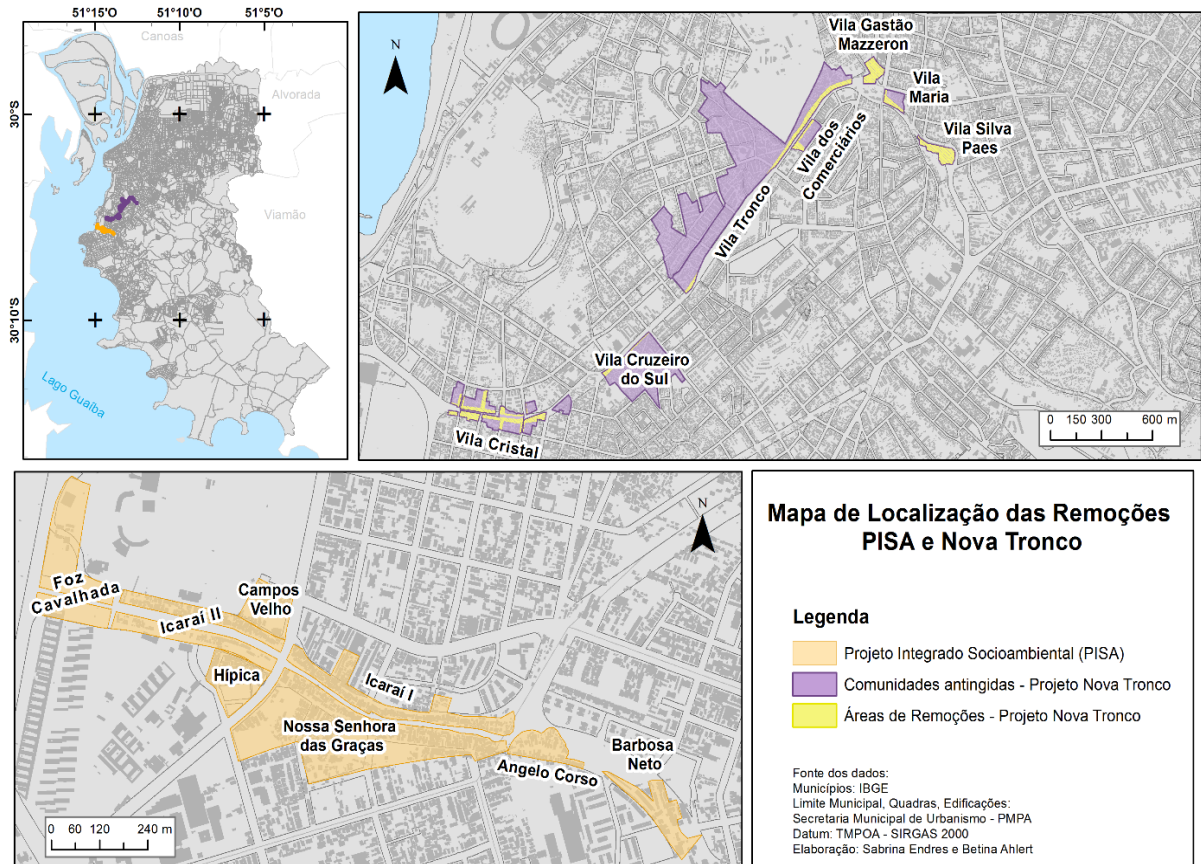 51°15'O
51°10'O
51°5'O
30°S
30°10'S
Canoas
Alvorada
Viamão
Lago Guaíba
N
Vila Gastão
Mazzeron
Vila
Maria
Vila Silva
Paes
Vila dos
Comerciários
Vila Tronco
Vila Cruzeiro
do Sul
Vila Cristal
0 150 300 600 m
N
Foz
Cavalhada
Icaraí II
Campos
Velho
Hípica
Icaraí I
Nossa Senhora
das Graças
Angelo Corso
Barbosa
Neto
0 60 120 240 m
Mapa de Localização das Remoções
PISA e Nova Tronco
Legenda
Projeto Integrado Socioambiental (PISA)
Comunidades antingidas - Projeto Nova Tronco
Áreas de Remoções - Projeto Nova Tronco
Fonte dos dados:
Municípios: IBGE
Limite Municipal, Quadras, Edificações:
Secretaria Municipal de Urbanismo - PMPA
Datum: TMPOA - SIRGAS 2000
Elaboração: Sabrina Endres e Betina Ahlert